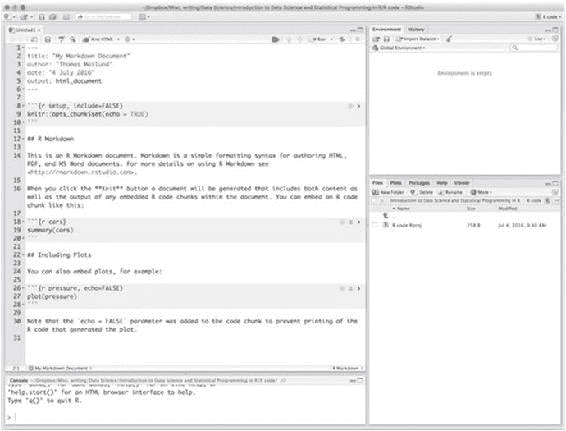 ~/Dropbox/Misc. writing/Data Science/Introduction to Data Science and Statistical Programming in R/R code - RStudio
R code
Untitled1
Knit HTML
Run
1 ---
2 title: "My Markdown Document"
3 author: "Thomas Mailund"
4 date: "4 July 2016"
5 output: html_document
6 ---
7
8 ```{r setup, include=FALSE}
9 knitr::opts_chunk$set(echo = TRUE)
10 ```
11
12 ## R Markdown
13
14 This is an R Markdown document. Markdown is a simple formatting syntax for authoring HTML,
PDF, and MS Word documents. For more details on using R Markdown see
<http://rmarkdown.rstudio.com>.
15
16 When you click the **Knit** button a document will be generated that includes both content as
well as the output of any embedded R code chunks within the document. You can embed an R code
chunk like this:
17
18 ```{r cars}
19 summary(cars)
20 ```
21
22 ## Including Plots
23
24 You can also embed plots, for example:
25
26 ```{r pressure, echo=FALSE}
27 plot(pressure)
28 ```
29
30 Note that the `echo = FALSE` parameter was added to the code chunk to prevent printing of the
R code that generated the plot.
31
2:1 My Markdown Document
R Markdown
Console ~/Dropbox/Misc. writing/Data Science/Introduction to Data Science and Statistical Programming in R/R code/
"help.start()" for an HTML browser interface to help.
Type "q()" to quit R.
>
Environment History
Import Dataset
List
Global Environment
Environment is empty
Files Plots Packages Help Viewer
New Folder Delete Rename More
Introduction to Data Science and Statistical Programming in R R code
Name Size Modified
..
R code.Rproj 258 B Jul 4, 2016, 9:40 AM